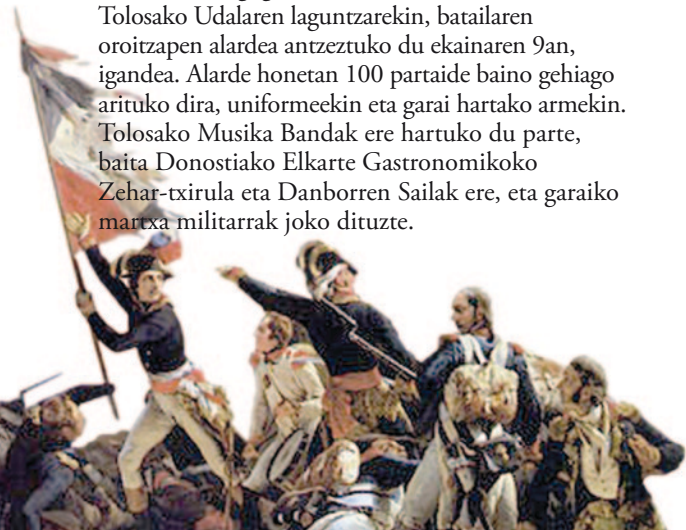 Tolosako Udalaren laguntzarekin, batailaren
oroitzapen alardea antzeztuko du ekainaren 9an,
igandea. Alarde honetan 100 partaide baino gehiago
arituko dira, uniformeekin eta garai hartako armekin.
Tolosako Musika Bandak ere hartuko du parte,
baita Donostiako Elkarte Gastronomikoko
Zehar-txirula eta Danborren Sailak ere, eta garaiko
martxa militarrak joko dituzte.